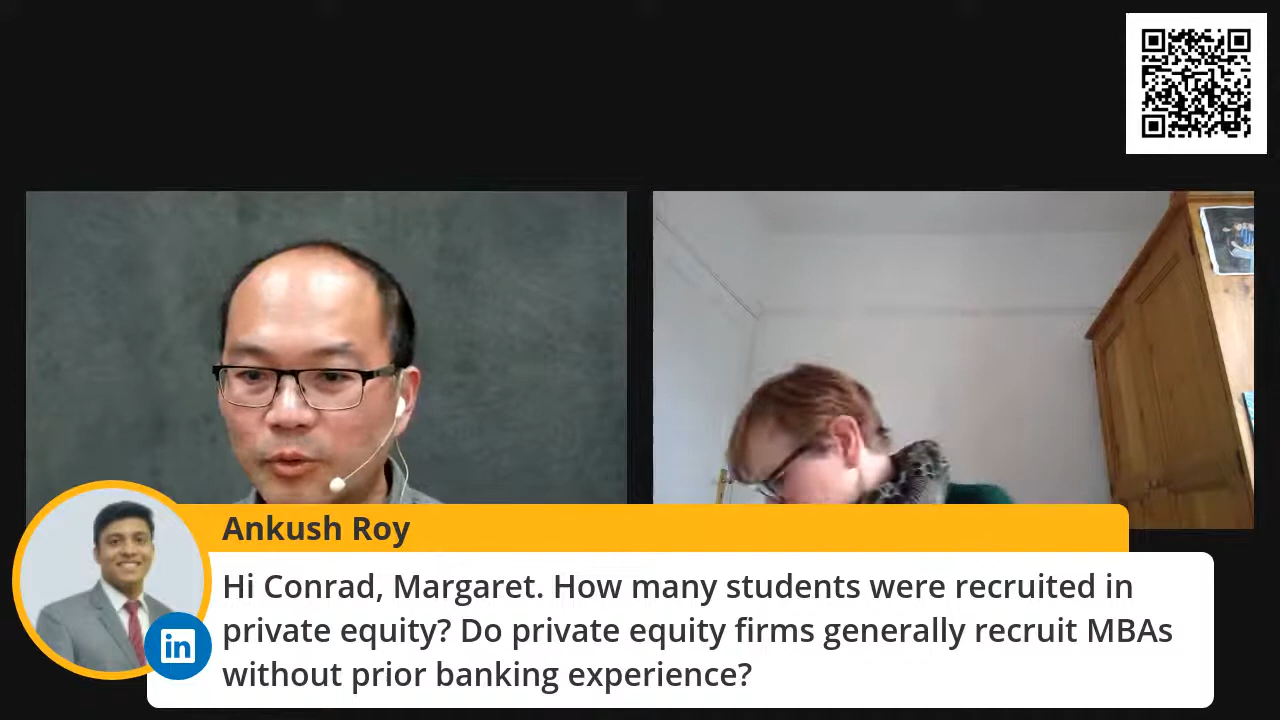 Ankush Roy
Hi Conrad, Margaret. How many students were recruited in
private equity? Do private equity firms generally recruit MBAs
without prior banking experience?
in